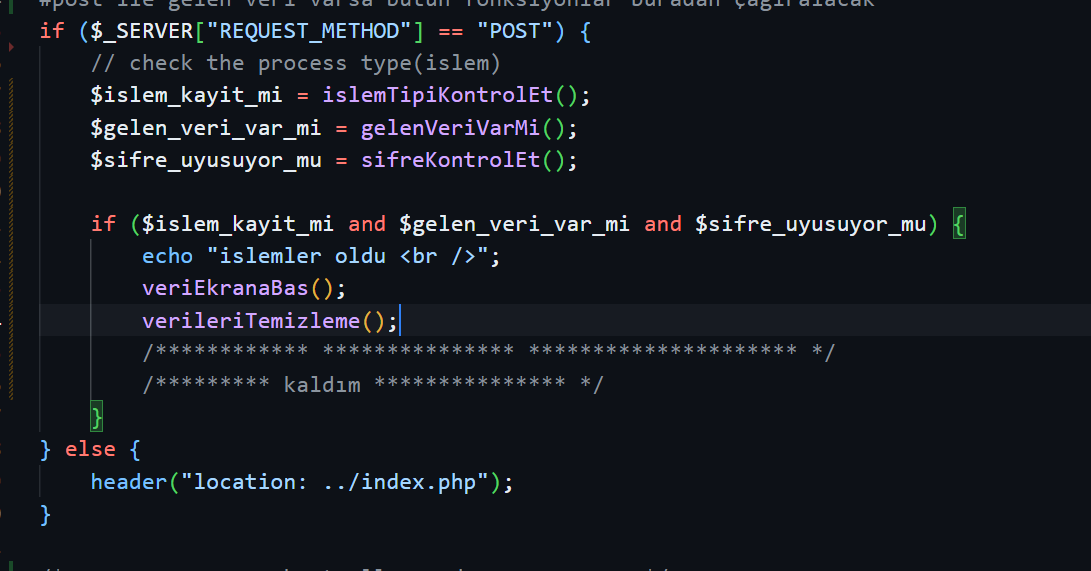 #post ile gelen veri varsa bütün fonksiyonlar buradan çağıralacak
if ($_SERVER["REQUEST_METHOD"] == "POST") {
// check the process type(islem)
$islem_kayit_mi = islemTipiKontrolEt();
$gelen_veri_var_mi = gelenVeriVarMi();
$sifre_uyusuyor_mu = sifreKontrolEt();
if ($islem_kayit_mi and $gelen_veri_var_mi and $sifre_uyusuyor_mu) {
echo "islemler oldu <br />";
veriEkranaBas();
verileriTemizleme();
/************ *************** ********************* */
/********* kaldım *************** */
}
} else {
header("location: ../index.php");
}